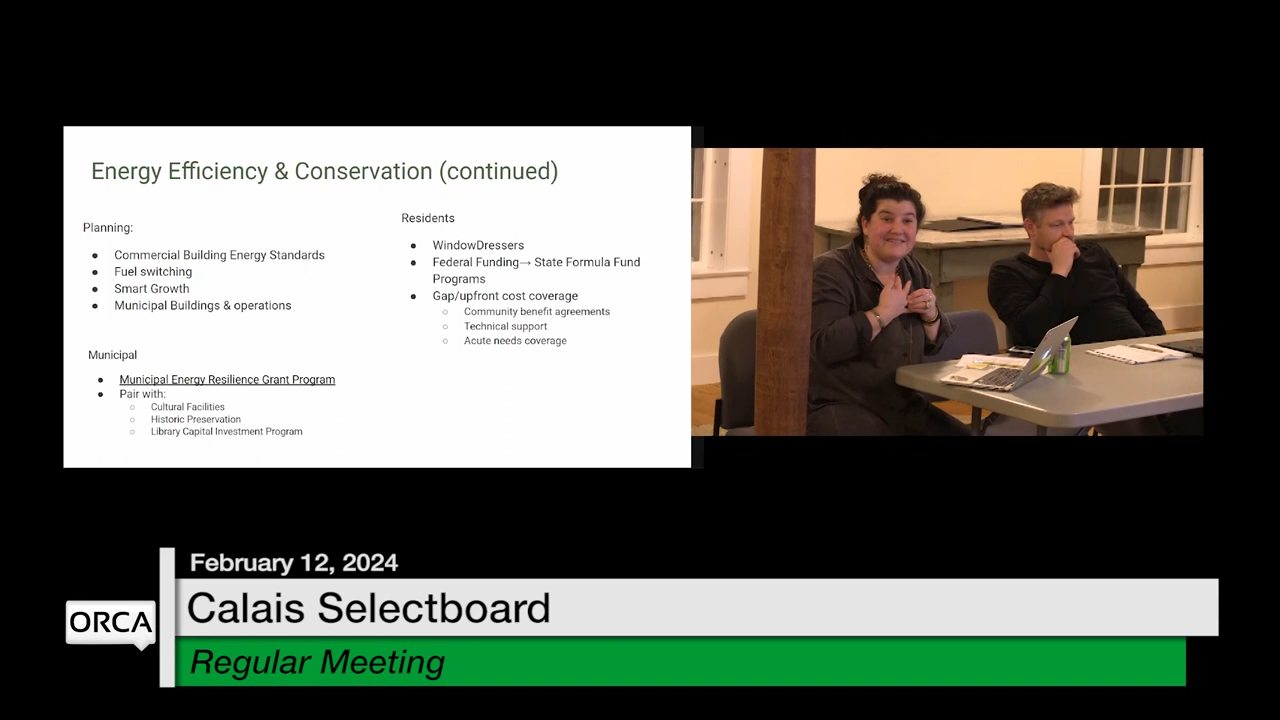 Energy Efficiency & Conservation (continued)
Planning:
● Commercial Building Energy Standards
● Fuel switching
● Smart Growth
● Municipal Buildings & operations
Municipal
● Municipal Energy Resilience Grant Program
● Pair with:
○ Cultural Facilities
○ Historic Preservation
○ Library Capital Investment Program
Residents
● WindowDressers
● Federal Funding→ State Formula Fund
Programs
● Gap/upfront cost coverage
○ Community benefit agreements
○ Technical support
○ Acute needs coverage
February 12, 2024
ORCA
Calais Selectboard
Regular Meeting